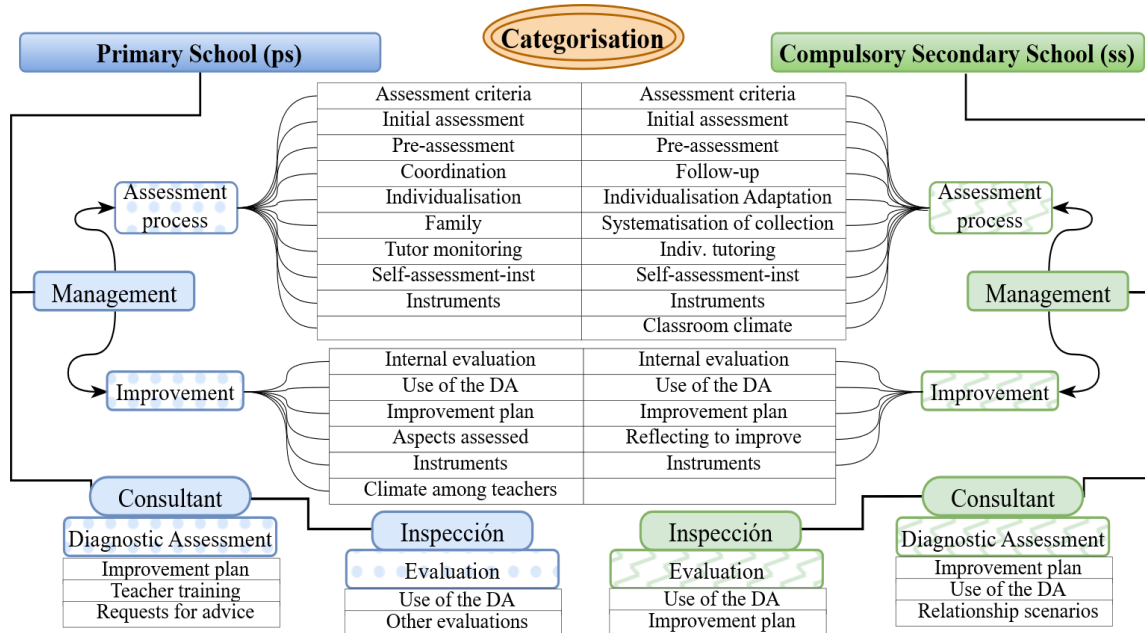 Categorisation
Primary School (ps)
Compulsory Secondary School (ss)
Assessment criteria
Assessment criteria
Initial assessment
Initial assessment
Pre-assessment
Pre-assessment
Coordination
Follow-up
Individualisation
Individualisation Adaptation
Family
Systematisation of collection
Tutor monitoring
Indiv. tutoring
Self-assessment-inst
Self-assessment-inst
Instruments
Instruments
Classroom climate
Assessment
process
Assessment
process
Management
Management
Improvement
Improvement
Internal evaluation
Internal evaluation
Use of the DA
Use of the DA
Improvement plan
Improvement plan
Aspects assessed
Reflecting to improve
Instruments
Instruments
Climate among teachers
Consultant
Diagnostic Assessment
Improvement plan
Teacher training
Requests for advice
Inspección
Evaluation
Use of the DA
Other evaluations
Inspección
Evaluation
Use of the DA
Improvement plan
Consultant
Diagnostic Assessment
Improvement plan
Use of the DA
Relationship scenarios